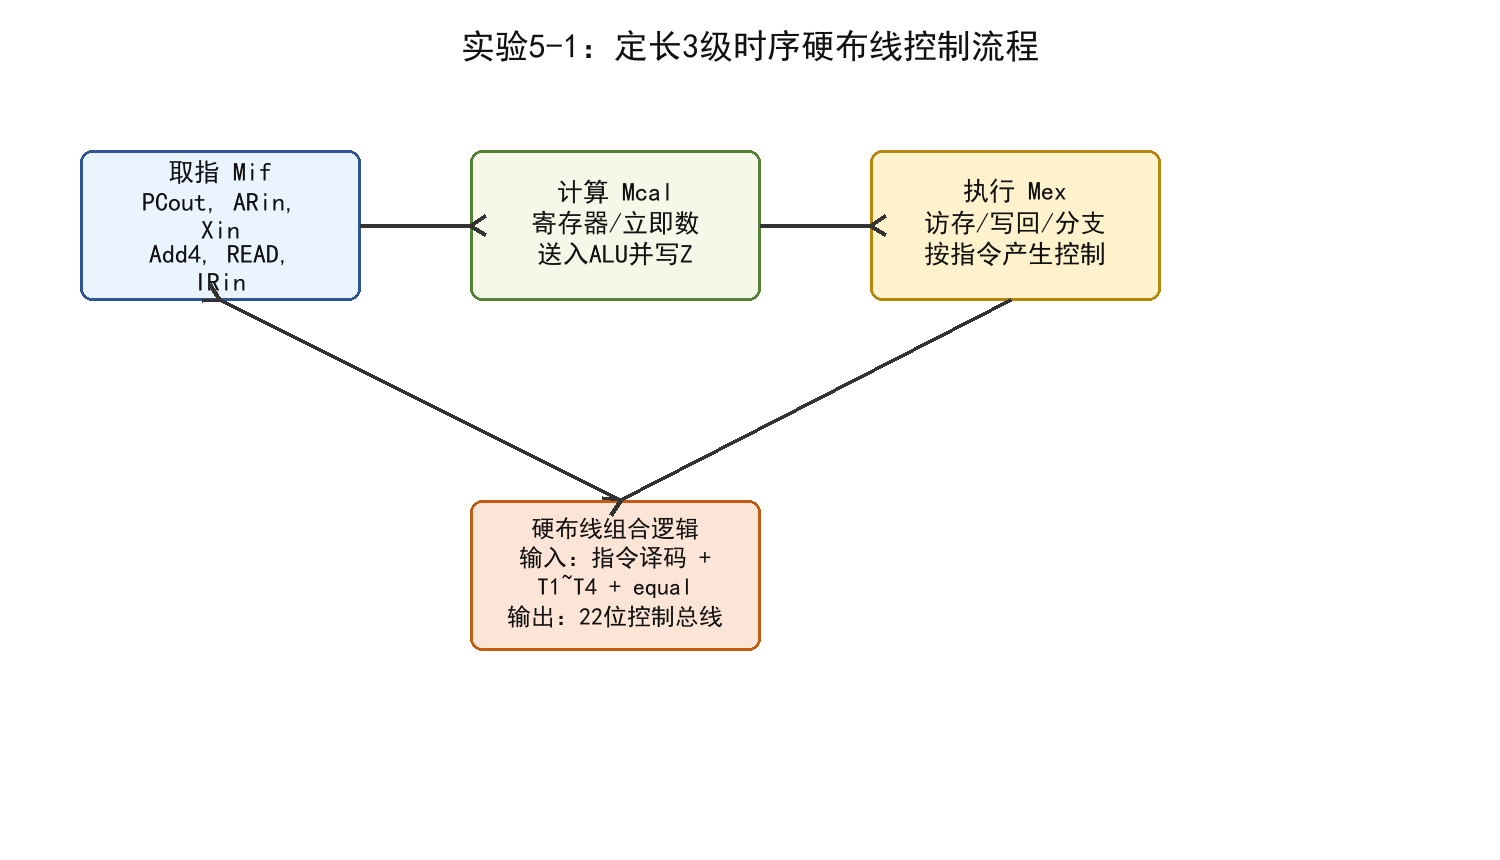 实验5-1: 定长3级时序硬布线控制流程
取指 Mif
PCout, ARin,
Xin
Add4, READ,
IRin
计算 Mcal
寄存器/立即数
送入ALU并写Z
执行 Mex
访存/写回/分支
按指令产生控制
硬布线组合逻辑
输入: 指令译码 +
T1~T4 + equal
输出: 22位控制总线